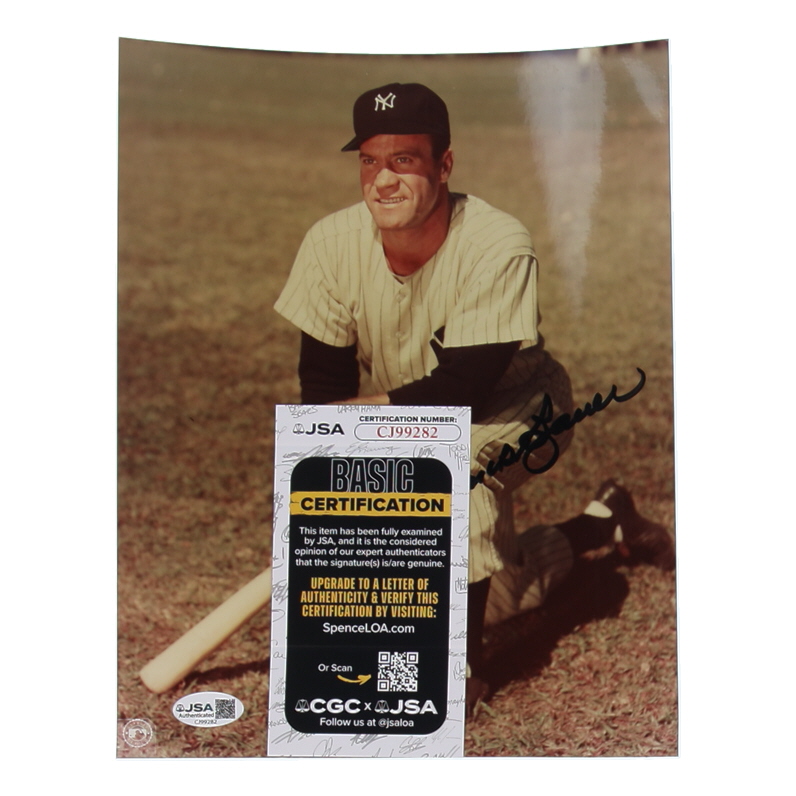 NY
Bauer
JSA
CERTIFICATION NUMBER:
CJ99282
BASIC
CERTIFICATION
This item has been fully examined
by JSA, and it is the considered
opinion of our expert authenticators
that the signature(s) is/are genuine.
UPGRADE TO A LETTER OF
AUTHENTICITY & VERIFY THIS
CERTIFICATION BY VISITING:
SpenceLOA.com
Or Scan
CGC x JSA
Follow us at @jsaloa
JSA
Authenticated
CJ99282